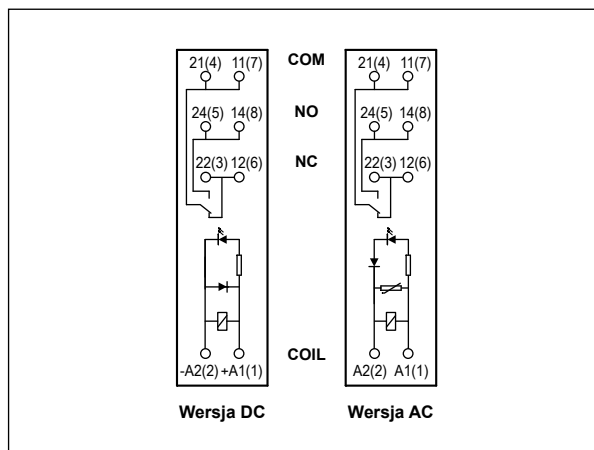 21(4) 11(7) COM 21(4) 11(7)
24(5) 14(8) NO 24(5) 14(8)
22(3) 12(6) NC 22(3) 12(6)
COIL
-A2(2) +A1(1) A2(2) A1(1)
Wersja DC Wersja AC